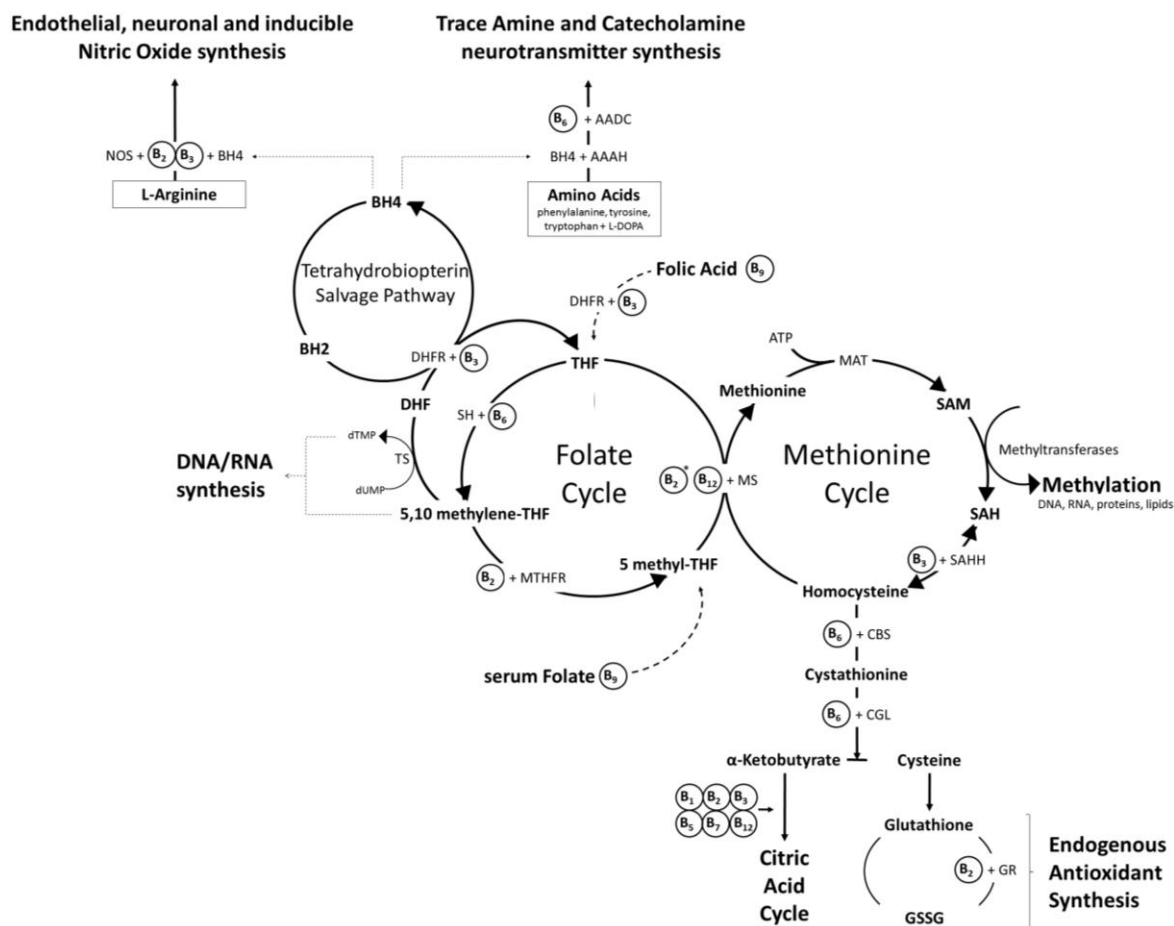 Endothelial, neuronal and inducible
Nitric Oxide synthesis
Trace Amine and Catecholamine
neurotransmitter synthesis
B6 + AADC
NOS + B2 B3 + BH4
BH4 + AAAH
L-Arginine
Amino Acids
phenylalanine, tyrosine,
tryptophan + L-DOPA
BH4
Tetrahydrobiopterin
Salvage Pathway
Folic Acid B9
DHFR + B3
BH2
DHFR + B3
THF
ATP
MAT
Methionine
SAM
DHF
SH + B6
dTMP
TS
dUMP
DNA/RNA
synthesis
Folate
Cycle
B2* B12 + MS
Methionine
Cycle
Methyltransferases
Methylation
DNA, RNA, proteins, lipids
5,10 methylene-THF
SAH
B2 + MTHFR
5 methyl-THF
B3 + SAHH
Homocysteine
B6 + CBS
serum Folate B9
Cystathionine
B6 + CGL
α-Ketobutyrate
Cysteine
B1 B2 B3
B5 B7 B12
Glutathione
Citric
Acid
Cycle
B2 + GR
GSSG
Endogenous
Antioxidant
Synthesis